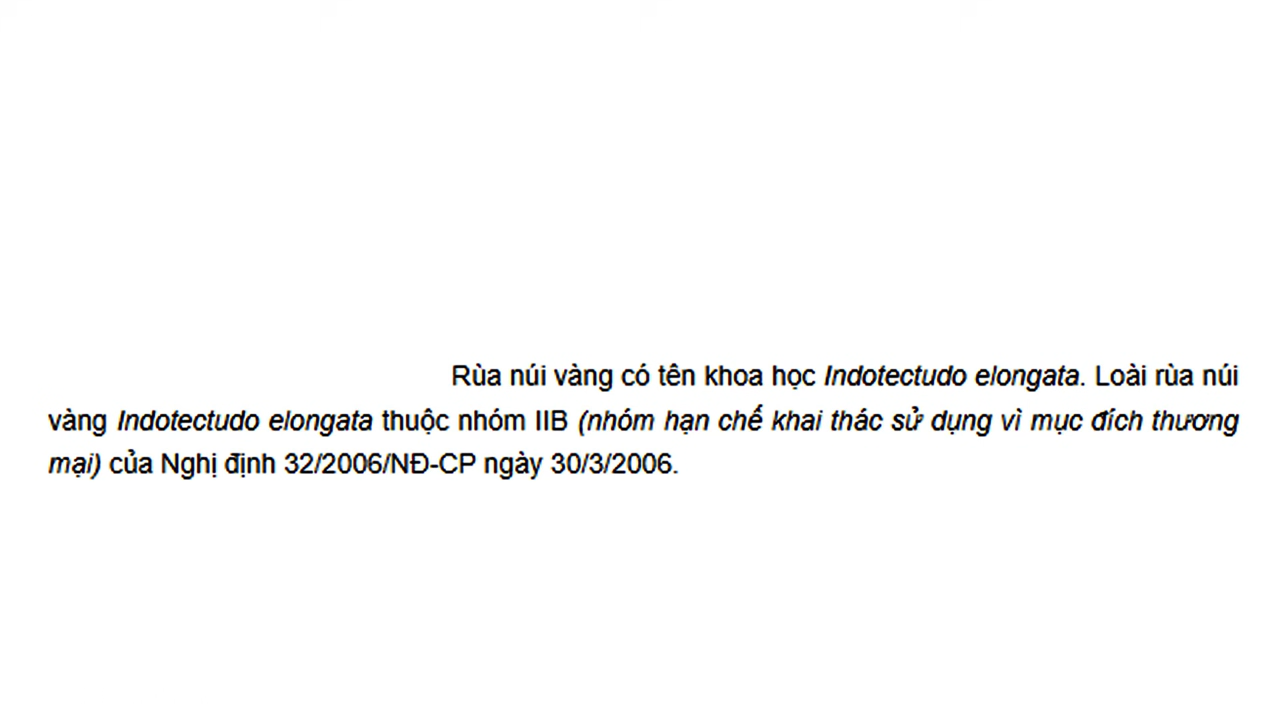 Rùa núi vàng có tên khoa học Indotectudo elongata. Loài rùa núi
vàng Indotectudo elongata thuộc nhóm IIB (nhóm hạn chế khai thác sử dụng vì mục đích thương
mại) của Nghị định 32/2006/NĐ-CP ngày 30/3/2006.